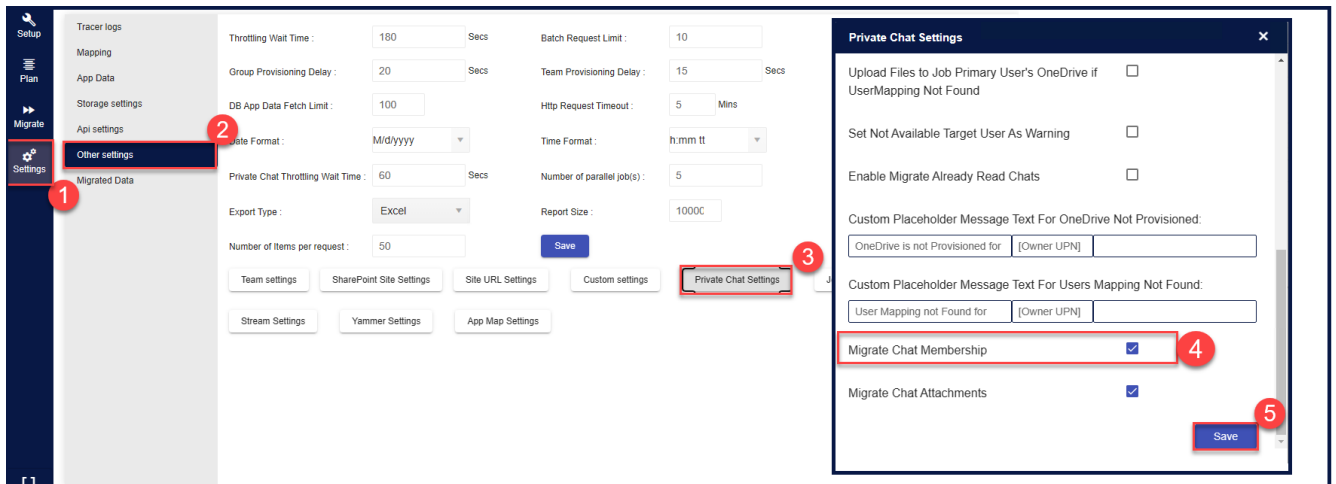 Setup
Plan
Migrate
Settings
1
Tracer logs
Mapping
App Data
Storage settings
Api settings
2
Other settings
Migrated Data
Throttling Wait Time : 180 Secs Batch Request Limit : 10
Group Provisioning Delay : 20 Secs Team Provisioning Delay : 15 Secs
DB App Data Fetch Limit : 100 Http Request Timeout : 5 Mins
Date Format : M/d/yyyy Time Format : h:mm tt
Private Chat Throttling Wait Time : 60 Secs Number of parallel job(s) : 5
Export Type : Excel Report Size : 10000
Number of Items per request : 50 Save
3
Team settings SharePoint Site Settings Site URL Settings Custom settings Private Chat Settings
Stream Settings Yammer Settings App Map Settings
Private Chat Settings ×
Upload Files to Job Primary User's OneDrive if
UserMapping Not Found
Set Not Available Target User As Warning
Enable Migrate Already Read Chats
Custom Placeholder Message Text For OneDrive Not Provisioned:
OneDrive is not Provisioned for [Owner UPN]
Custom Placeholder Message Text For Users Mapping Not Found:
User Mapping not Found for [Owner UPN]
Migrate Chat Membership 4
Migrate Chat Attachments
5
Save